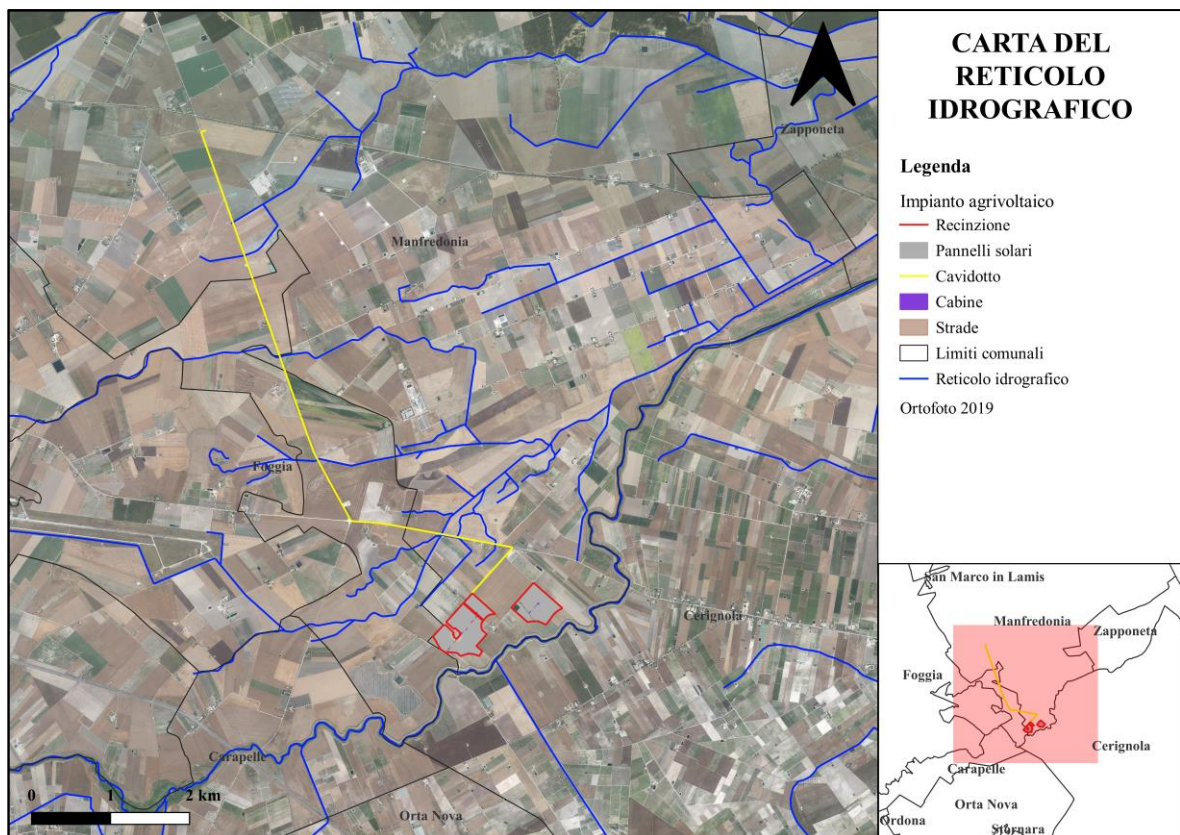 CARTA DEL
RETICOLO
IDROGRAFICO
Legenda
Impianto agrivoltaico
Recinzione
Pannelli solari
Cavidotto
Cabine
Strade
Limiti comunali
Reticolo idrografico
Ortofoto 2019
Zapponeta
Manfredonia
Foggia
Cerignola
Carapelle
Orta Nova
0 1 2 km
San Marco in Lamis
Manfredonia
Zapponeta
Foggia
Cerignola
Carapelle
Orta Nova
Ordona
Stornara